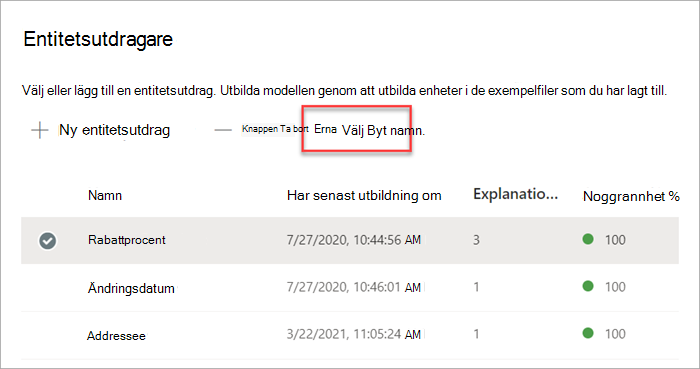 Entitetsutdragare
Välj eller lägg till en entitetsutdrag. Utbilda modellen genom att utbilda enheter i de exempelfiler som du har lagt till.
Ny entitetsutdrag Knappen Ta bort Erna Välj Byt namn.
Namn Har senast utbildning om Explanatio... Noggrannhet %
Rabattprocent 7/27/2020, 10:44:56 AM 3 100
Ändringsdatum 7/27/2020, 10:46:01 AM 1 100
Addressee 3/22/2021, 11:05:24 AM 1 100